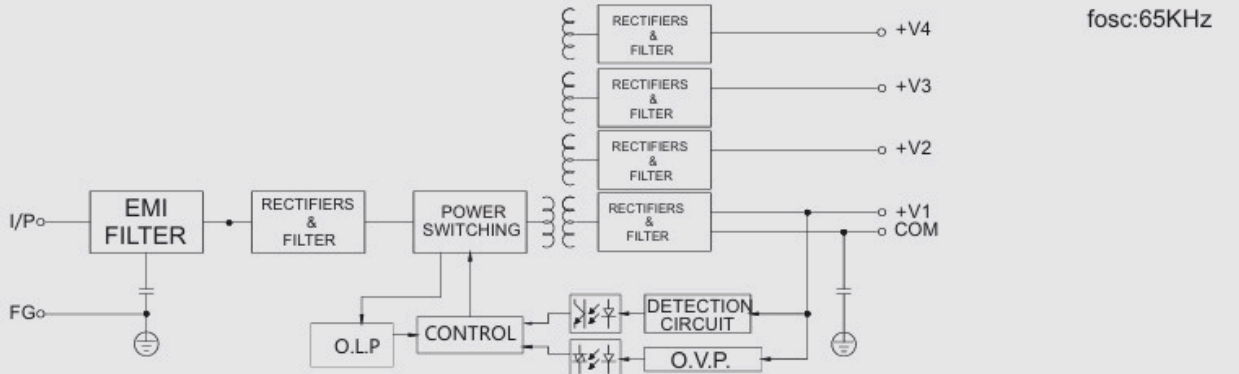 fosc:65KHz
RECTIFIERS
&
FILTER
+V4
RECTIFIERS
&
FILTER
+V3
RECTIFIERS
&
FILTER
+V2
I/P
EMI
FILTER
RECTIFIERS
&
FILTER
POWER
SWITCHING
RECTIFIERS
&
FILTER
+V1
COM
FG
O.L.P
CONTROL
DETECTION
CIRCUIT
O.V.P.